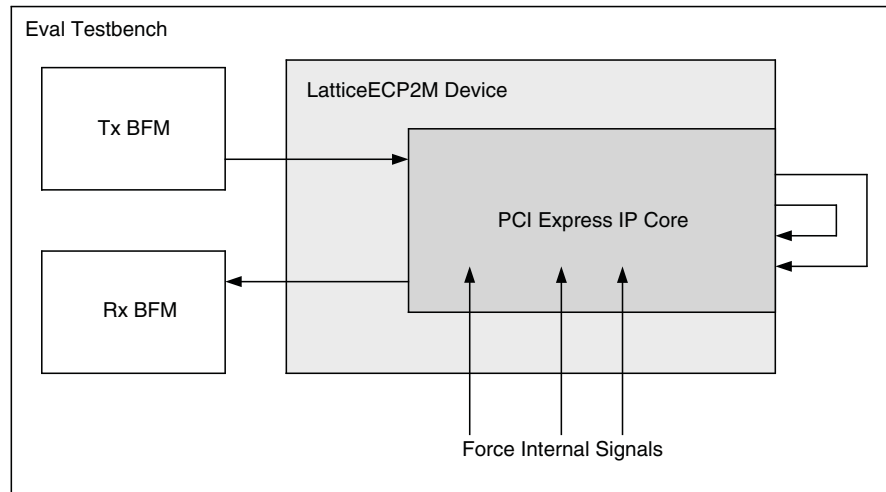 Eval Testbench
Tx BFM
LatticeECP2M Device
PCI Express IP Core
Rx BFM
Force Internal Signals